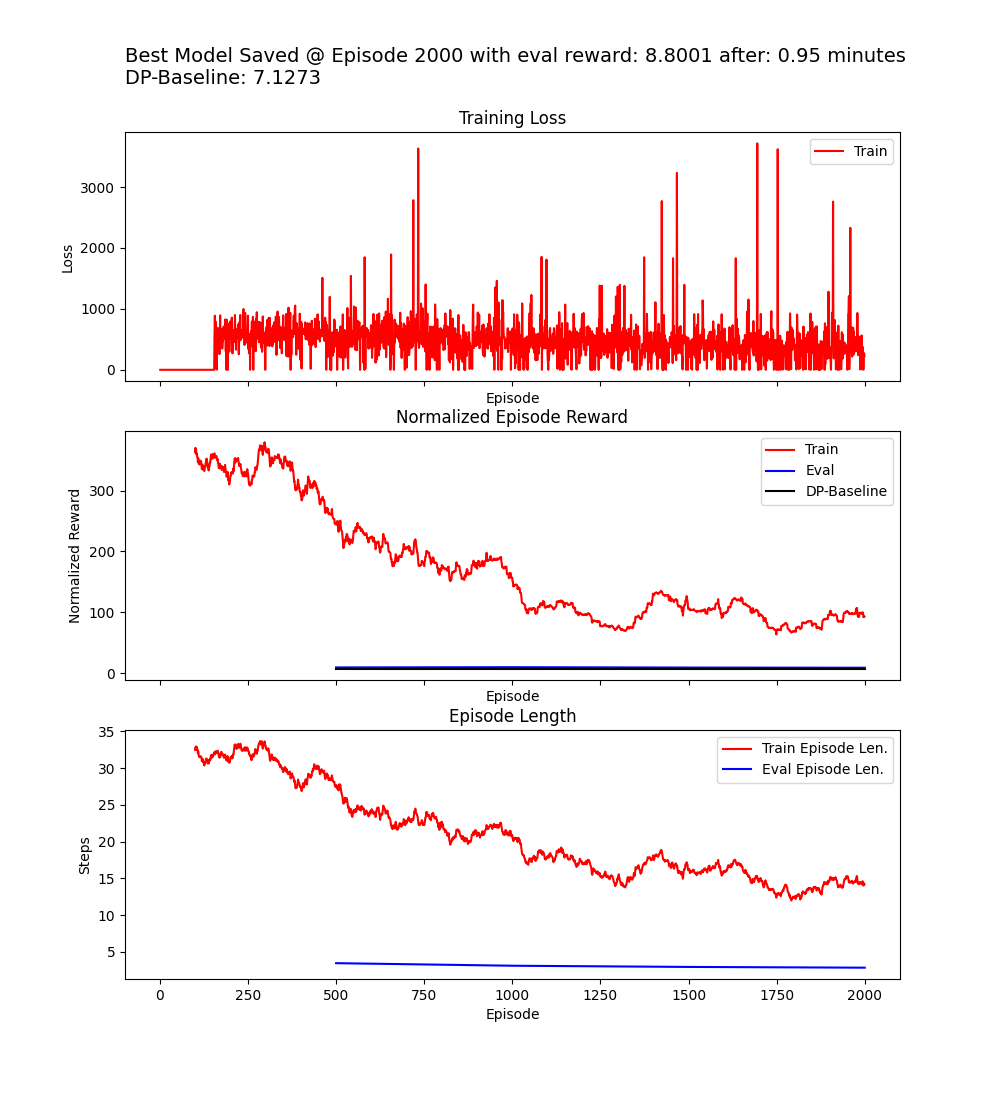 Best Model Saved @ Episode 2000 with eval reward: 8.8001 after: 0.95 minutes
DP-Baseline: 7.1273
Training Loss
Train
3000
2000
1000
0
Loss
Episode
Normalized Episode Reward
Train
Eval
DP-Baseline
300
200
100
0
Normalized Reward
Episode
Episode Length
Train Episode Len.
Eval Episode Len.
35
30
25
20
15
10
5
Steps
0 250 500 750 1000 1250 1500 1750 2000
Episode